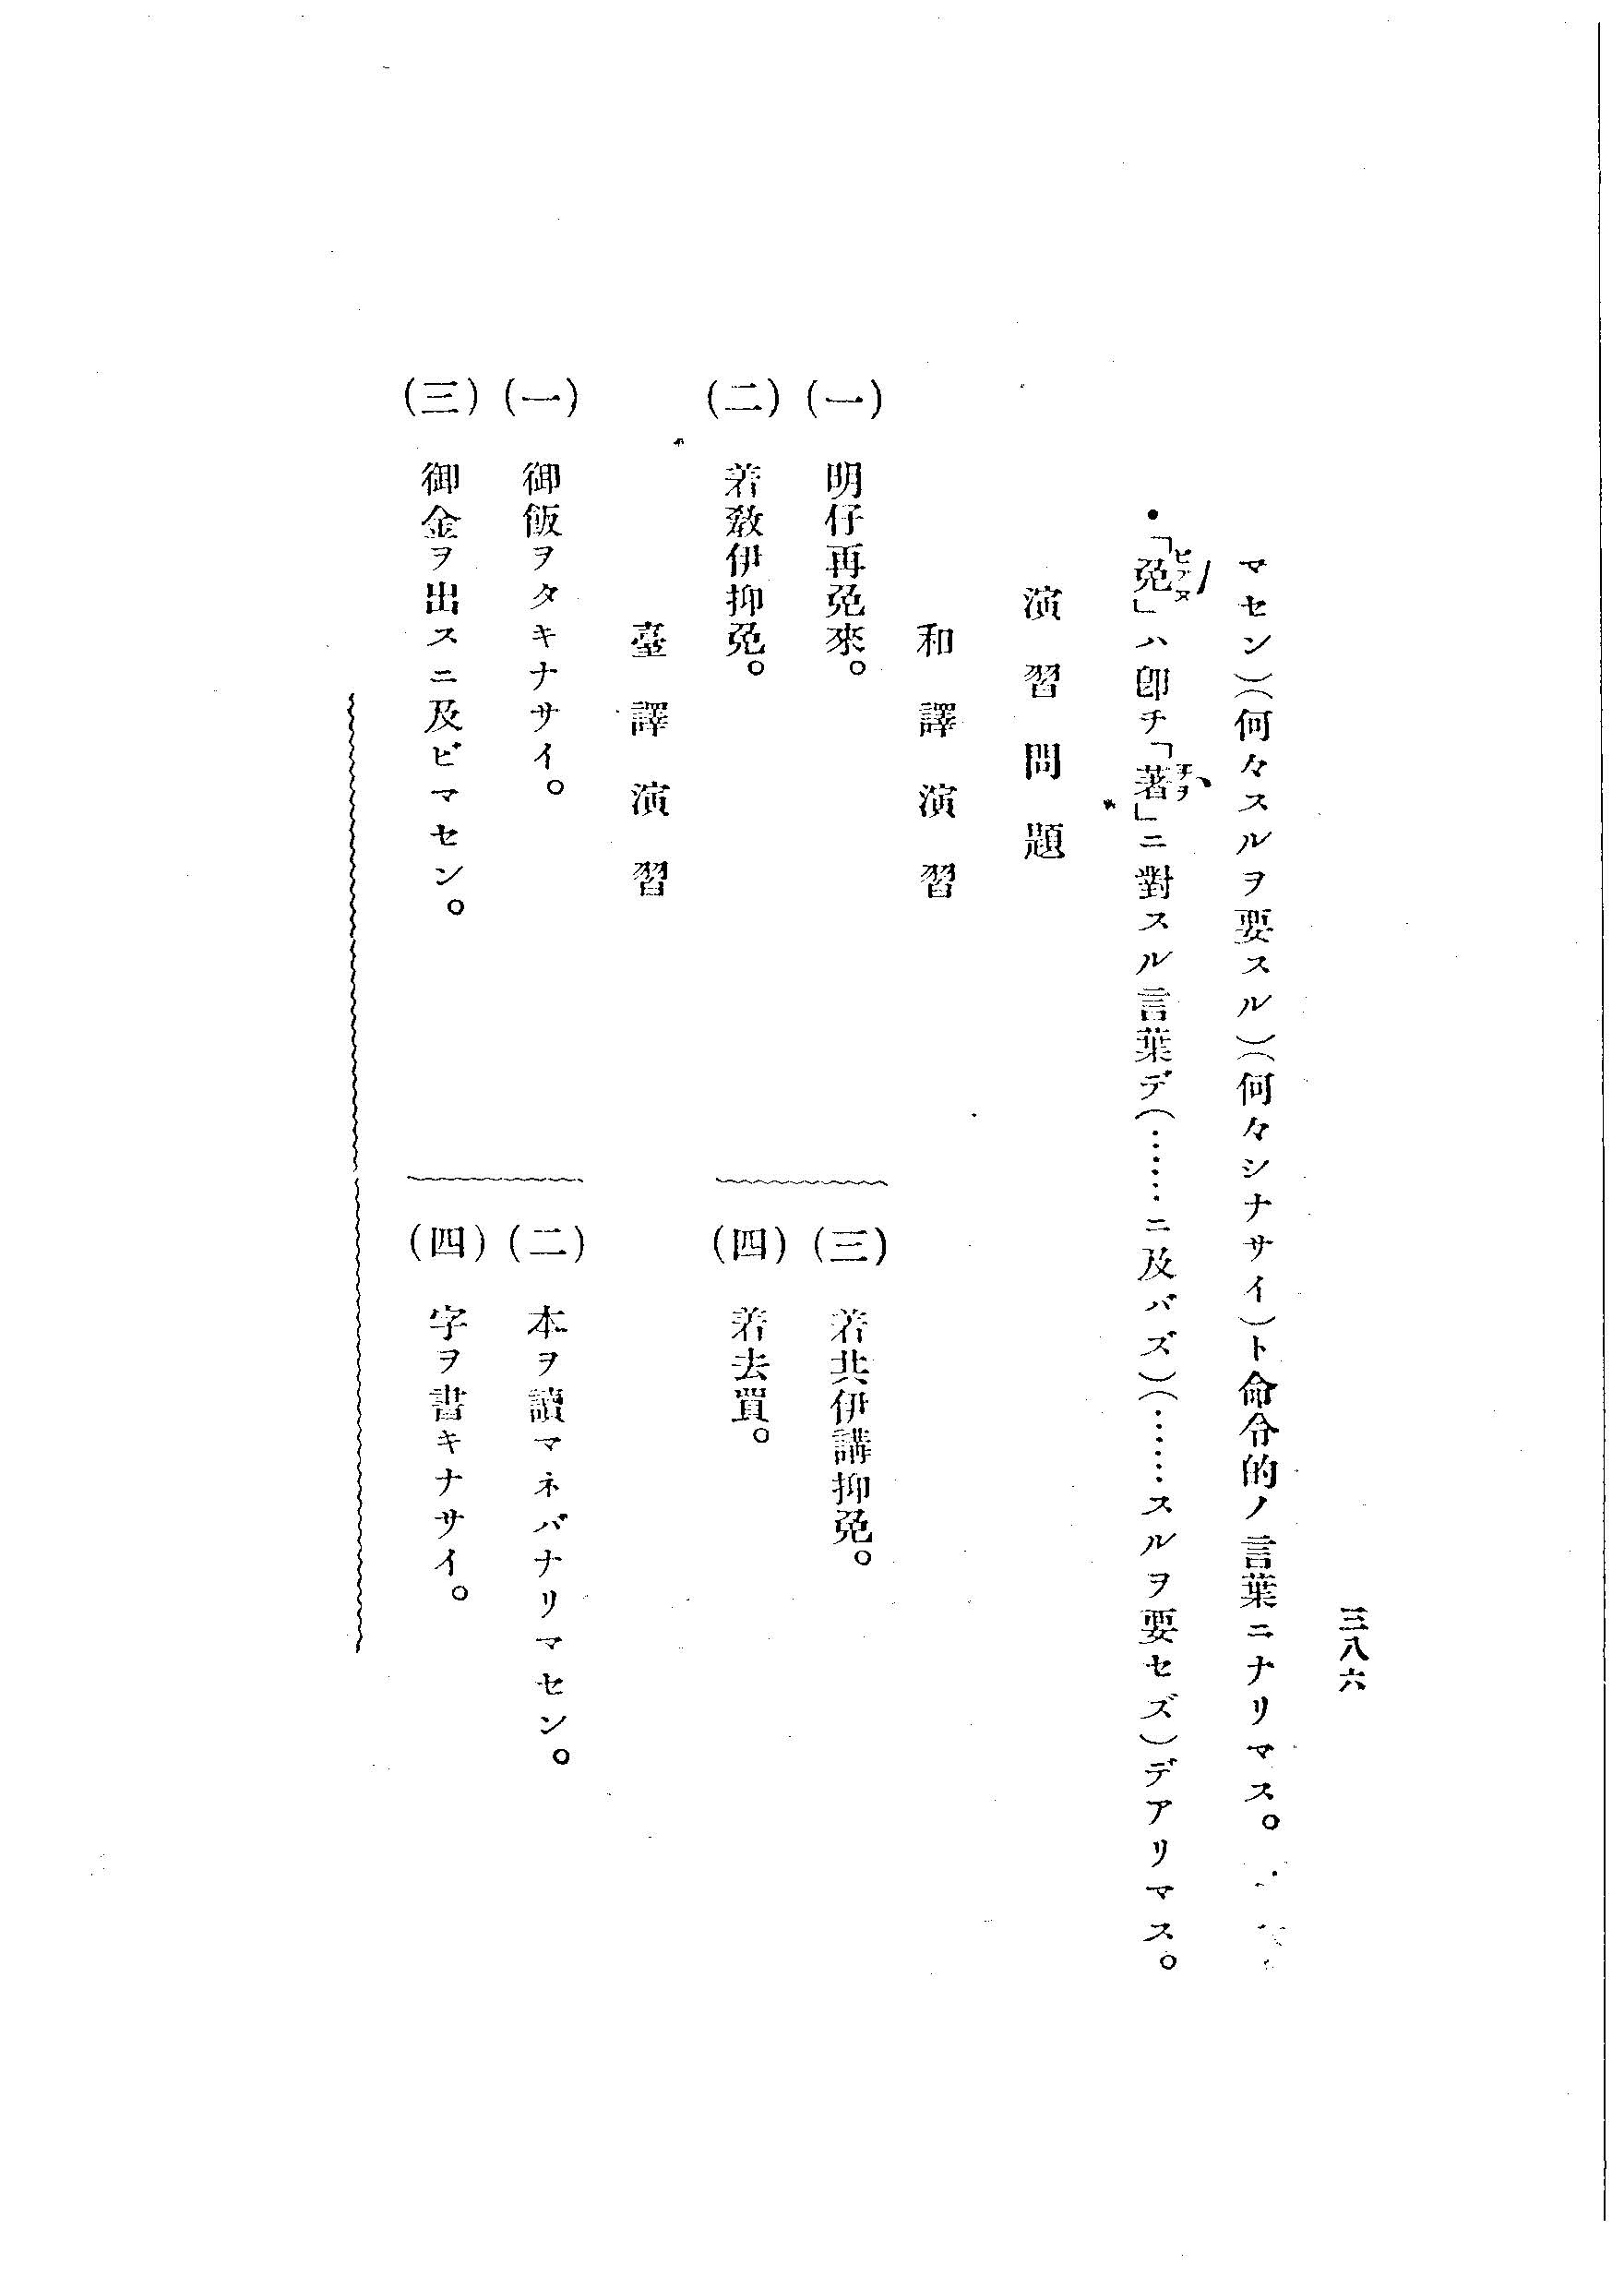 三八六
マセン)(何々スルヲ要スル)(何々シナサイ)ト命令的ノ言葉ニナリマス。
・「免」ハ卽チ「著」ニ對スル言葉デ(……ニ及バズ)(……スルヲ要セズ)デアリマス。
演習問題
和譯演習
(一) 明仔再免來。
(二) 着敎伊抑免。
(三) 着共伊講抑免。
(四) 着去買。
臺譯演習
(一) 御飯ヲタキナサイ。
(二) 本ヲ讀マネバナリマセン。
(三) 御金ヲ出スニ及ビマセン。
(四) 字ヲ書キナサイ。